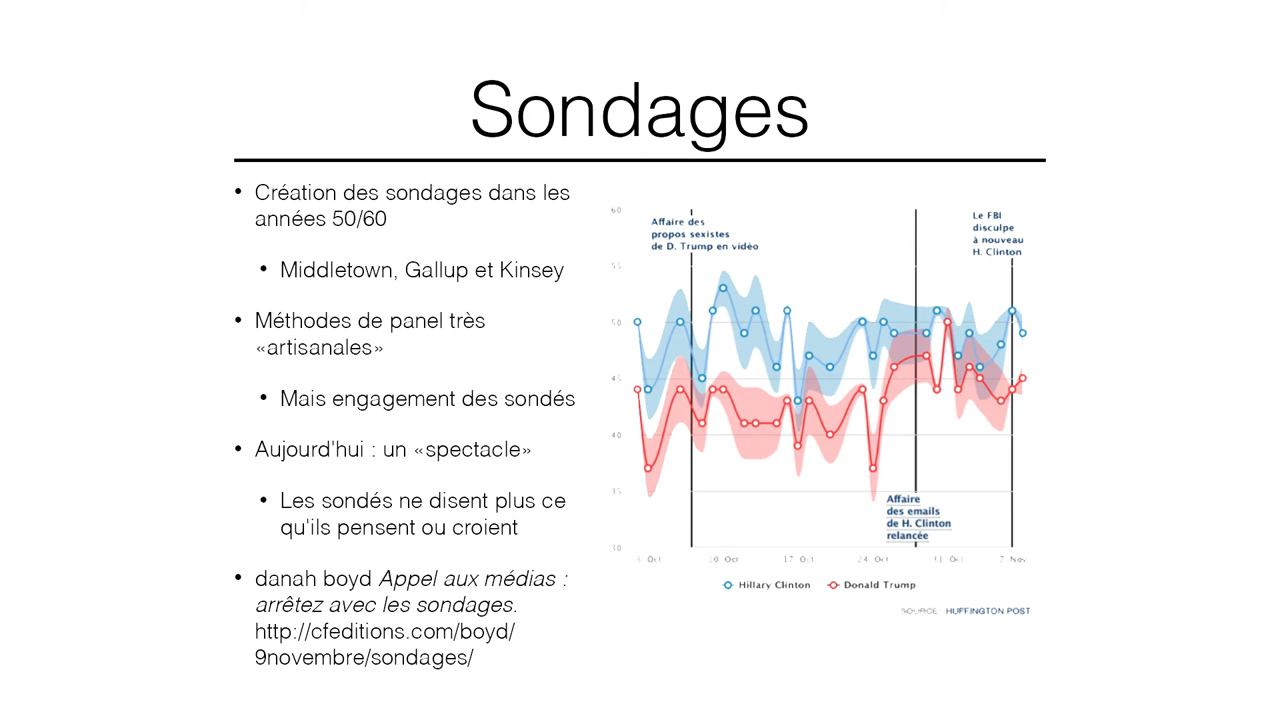 Sondages
• Création des sondages dans les
années 50/60
• Middletown, Gallup et Kinsey
• Méthodes de panel très
«artisanales»
• Mais engagement des sondés
• Aujourd'hui : un «spectacle»
• Les sondés ne disent plus ce
qu'ils pensent ou croient
• danah boyd Appel aux médias :
arrêtez avec les sondages.
http://cfeditions.com/boyd/
9novembre/sondages/
60
Affaire des
propos sexistes
de D. Trump en vidéo
Le FBI
disculpe
à nouveau
H. Clinton
55
50
45
40
35
Affaire
des emails
de H. Clinton
relancée
10 Oct
17 Oct
24 Oct
31 Oct
7 Nov
Hillary Clinton
Donald Trump
SOURCE HUFFINGTON POST